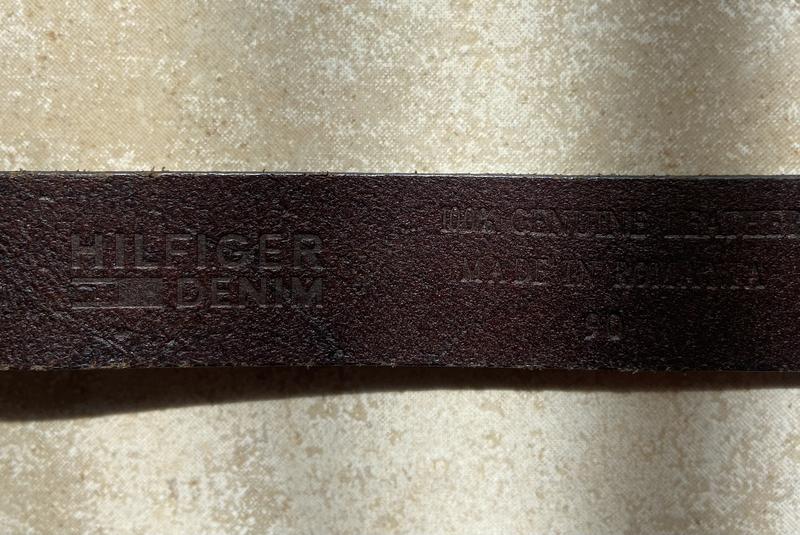 HILFIGER
DENIM
100% GENUINE LEATHER
MADE IN ROMANIA
90